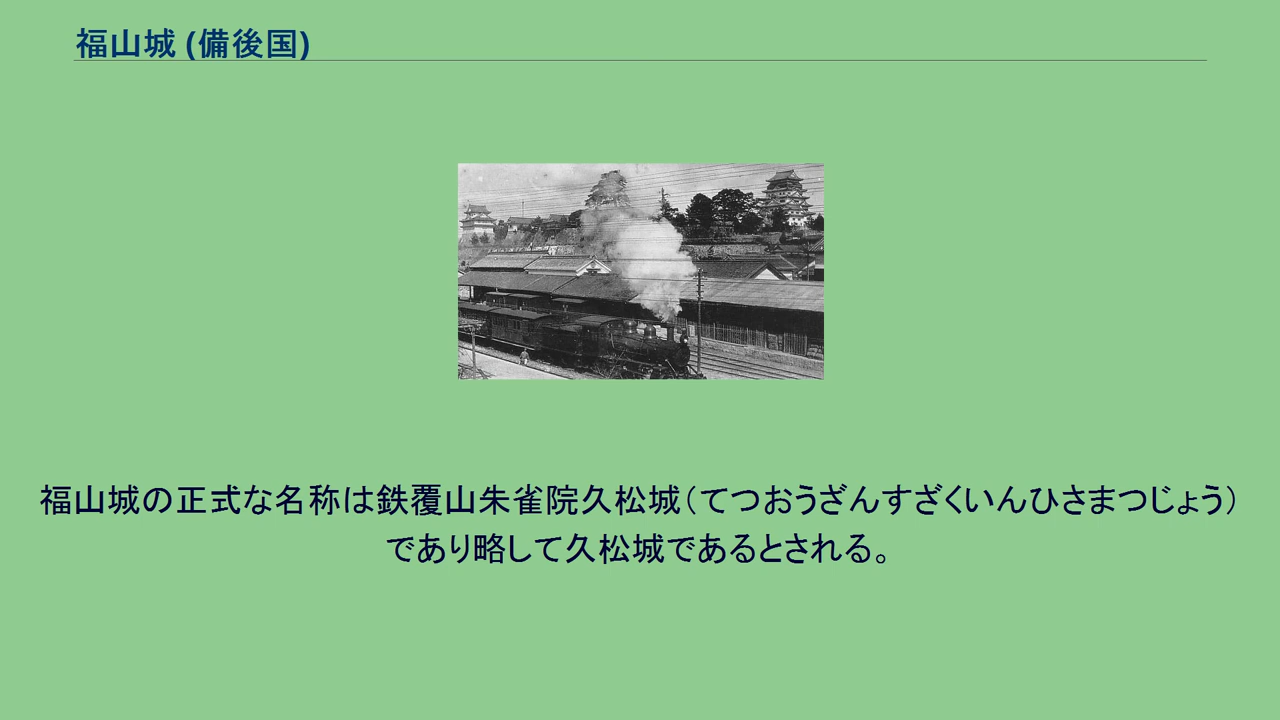 福山城 (備後国)
福山城の正式な名称は鉄覆山朱雀院久松城（てつおうざんすざくいんひさまつじょう）
であり略して久松城であるとされる。